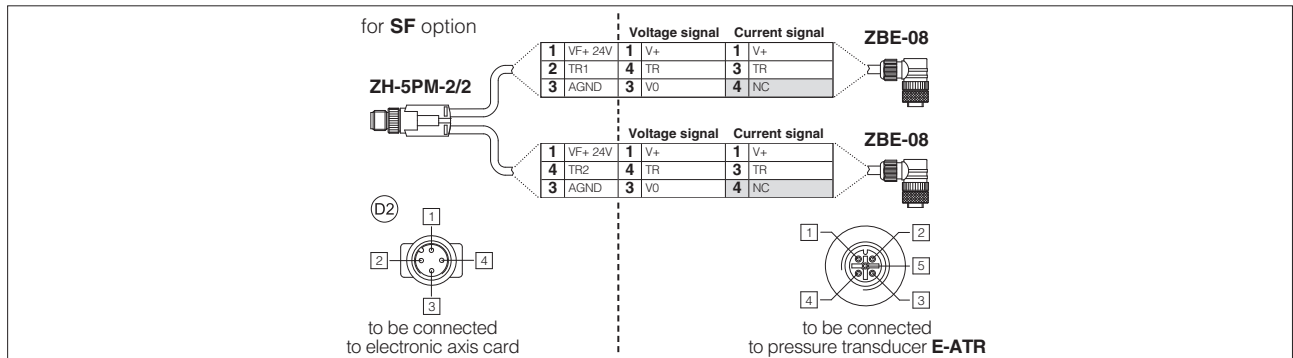 for SF option
Voltage signal Current signal
ZBE-08
1 VF+ 24V 1 V+ 1 V+
2 TR1 4 TR 3 TR
3 AGND 3 V0 4 NC
ZH-5PM-2/2
Voltage signal Current signal
ZBE-08
1 VF+ 24V 1 V+ 1 V+
4 TR2 4 TR 3 TR
3 AGND 3 V0 4 NC
D2
1
2 4
3
to be connected
to electronic axis card
1 2
5
4 3
to be connected
to pressure transducer E-ATR